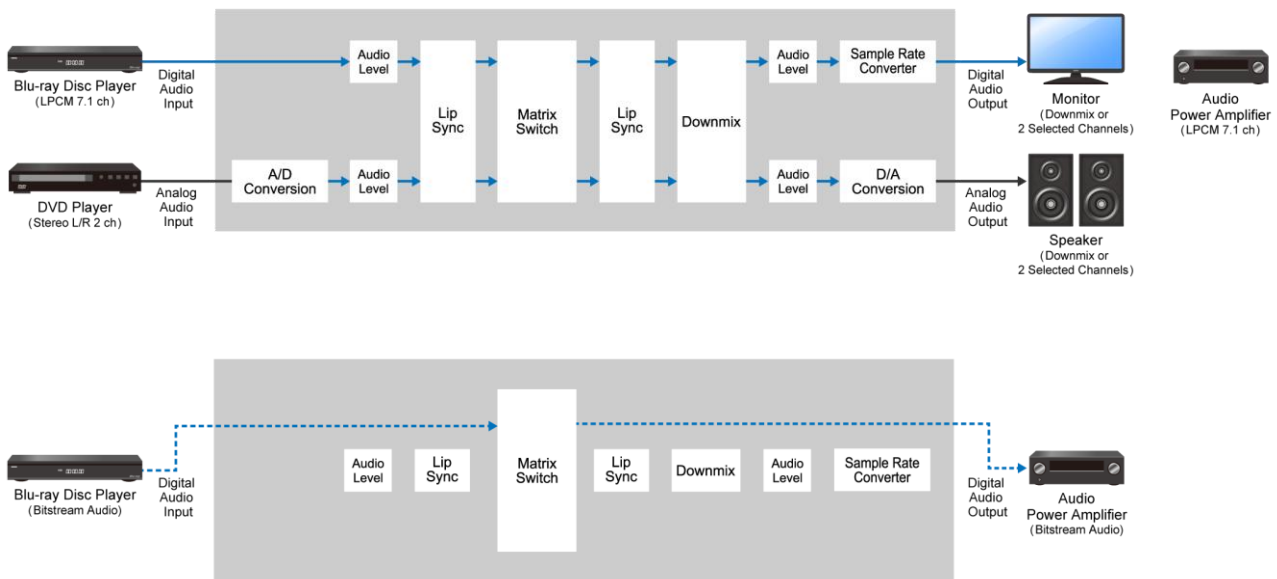 Blu-ray Disc Player
(LPCM 7.1 ch)
Digital
Audio
Input
Audio
Level
Lip
Sync
Matrix
Switch
Lip
Sync
Downmix
Audio
Level
Sample Rate
Converter
Digital
Audio
Output
Monitor
(Downmix or
2 Selected Channels)
Audio
Power Amplifier
(LPCM 7.1 ch)
DVD Player
(Stereo L/R 2 ch)
Analog
Audio
Input
A/D
Conversion
Audio
Level
Audio
Level
D/A
Conversion
Analog
Audio
Output
Speaker
(Downmix or
2 Selected Channels)
Blu-ray Disc Player
(Bitstream Audio)
Digital
Audio
Input
Audio
Level
Lip
Sync
Matrix
Switch
Lip
Sync
Downmix
Audio
Level
Sample Rate
Converter
Digital
Audio
Output
Audio
Power Amplifier
(Bitstream Audio)